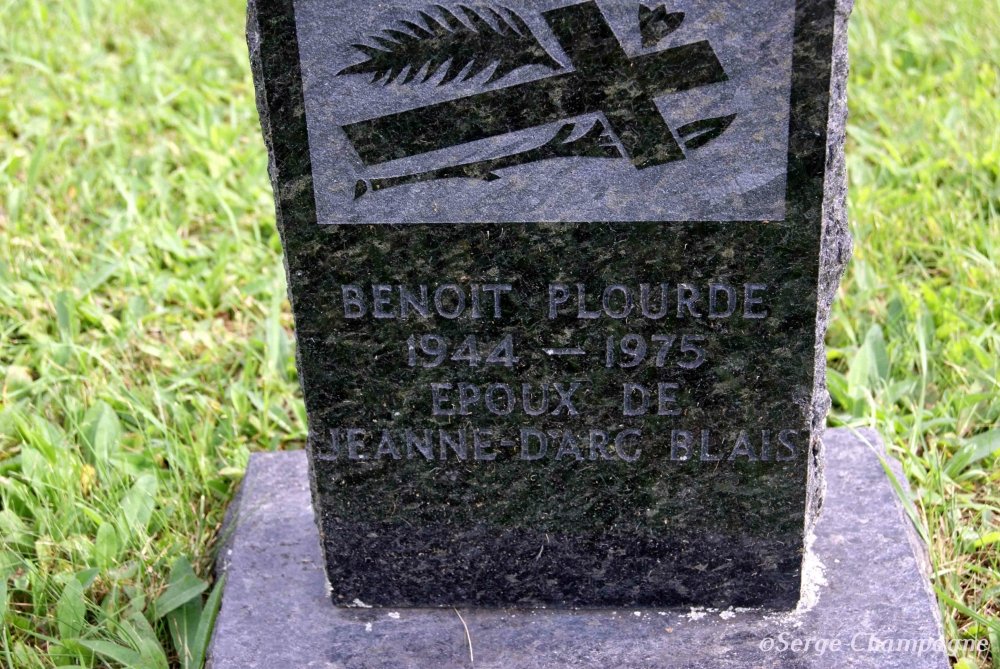 BENOIT PLOURDE
1944 — 1975
EPOUX DE
JEANNE-D'ARC BLAIS
©Serge Champagne